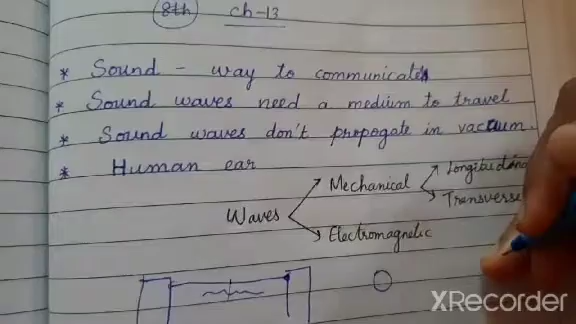 8th ch-13
* Sound - way to communicate
* Sound waves need a medium to travel
* Sound waves don't propogate in vacuum.
* Human ear
Waves
Mechanical
Longitudina
Transverse
Electromagnetic
XRecorder